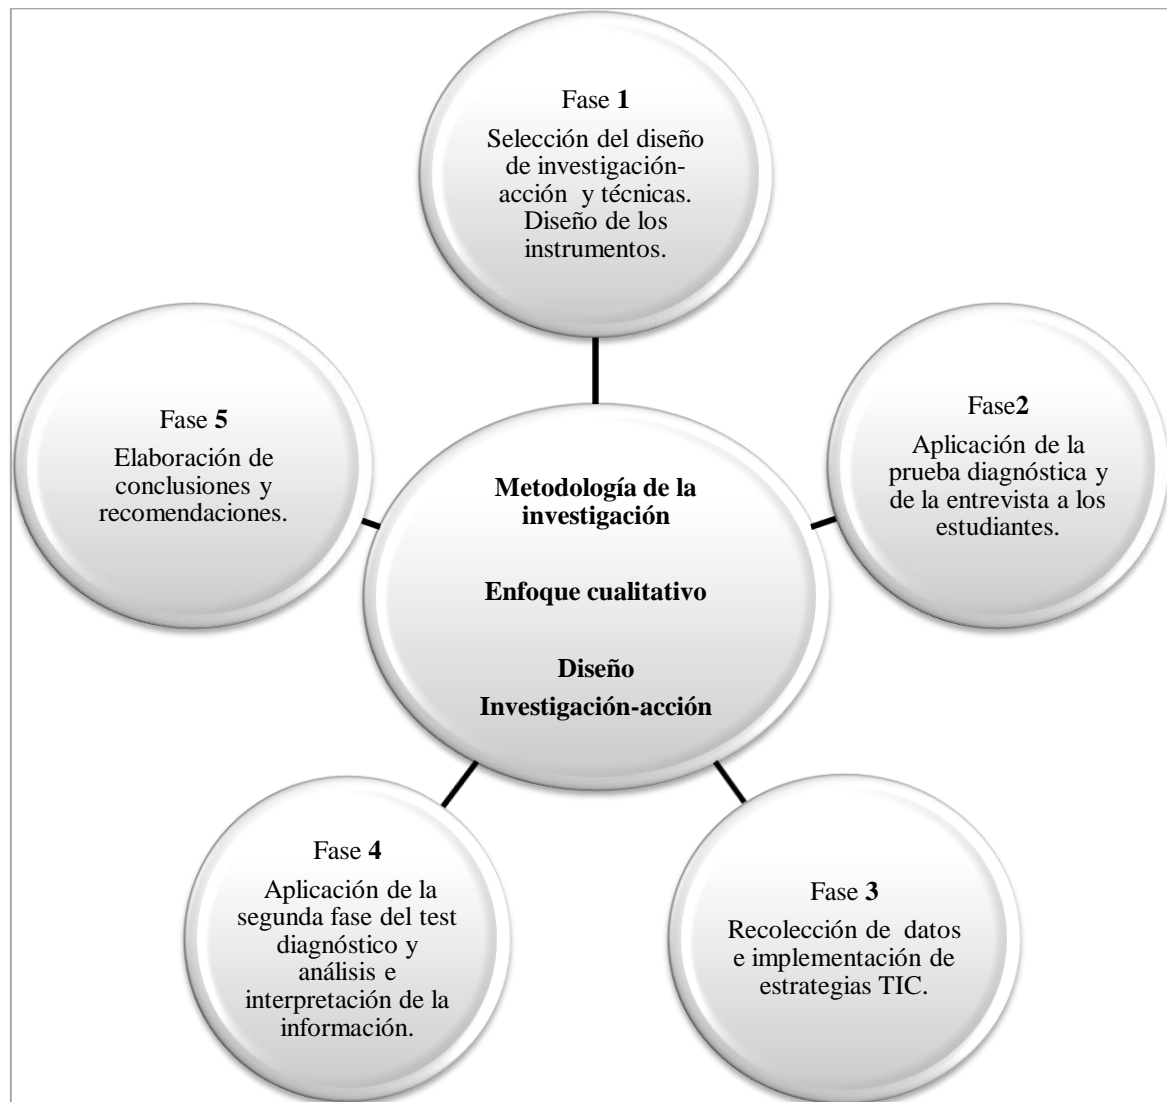 Fase 1
Selección del diseño
de investigación-
acción y técnicas.
Diseño de los
instrumentos.
Fase2
Aplicación de la
prueba diagnóstica y
de la entrevista a los
estudiantes.
Fase 5
Elaboración de
conclusiones y
recomendaciones.
Metodología de la
investigación
Enfoque cualitativo
Diseño
Investigación-acción
Fase 4
Aplicación de la
segunda fase del test
diagnóstico y
análisis e
interpretación de la
información.
Fase 3
Recolección de datos
e implementación de
estrategias TIC.